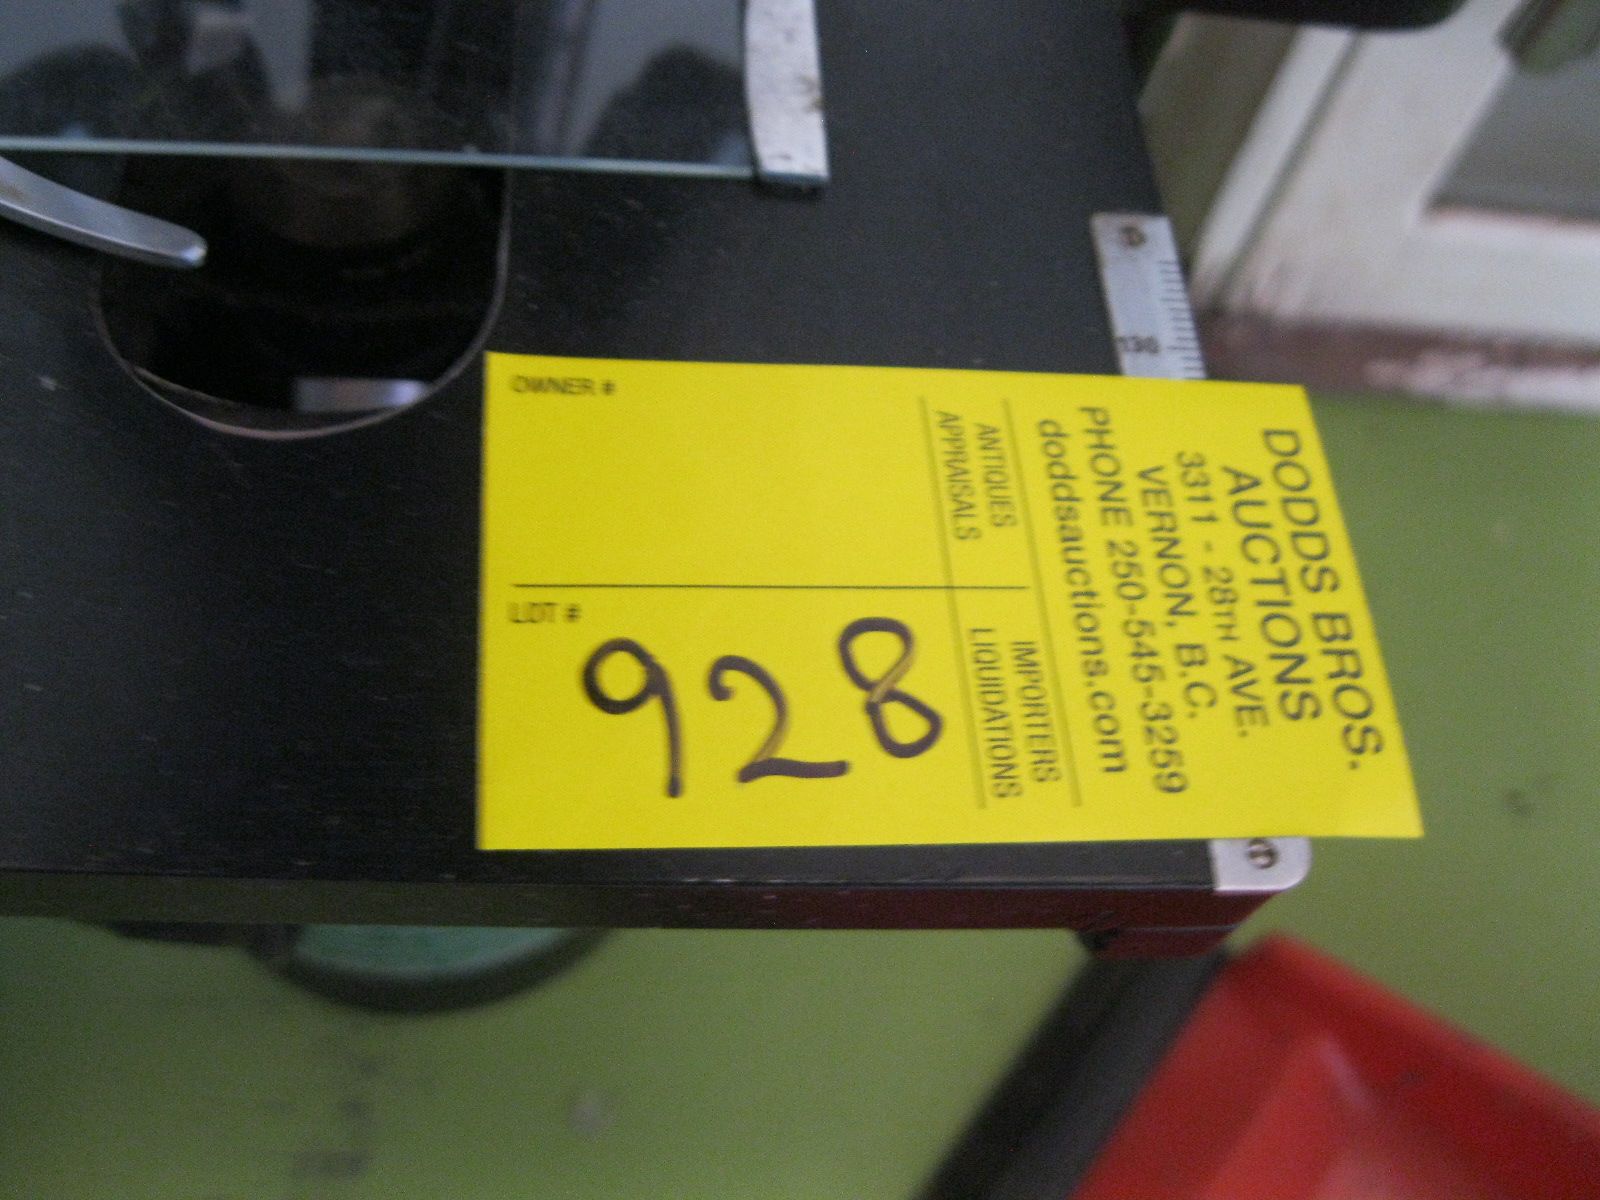 DODDS BROS.
AUCTIONS
3311 - 28TH AVE.
VERNON, B.C.
PHONE 250-545-3259
doddsauctions.com
ANTIQUES
APPRAISALS
IMPORTERS
LIQUIDATIONS
OWNER #
LOT #
928
130